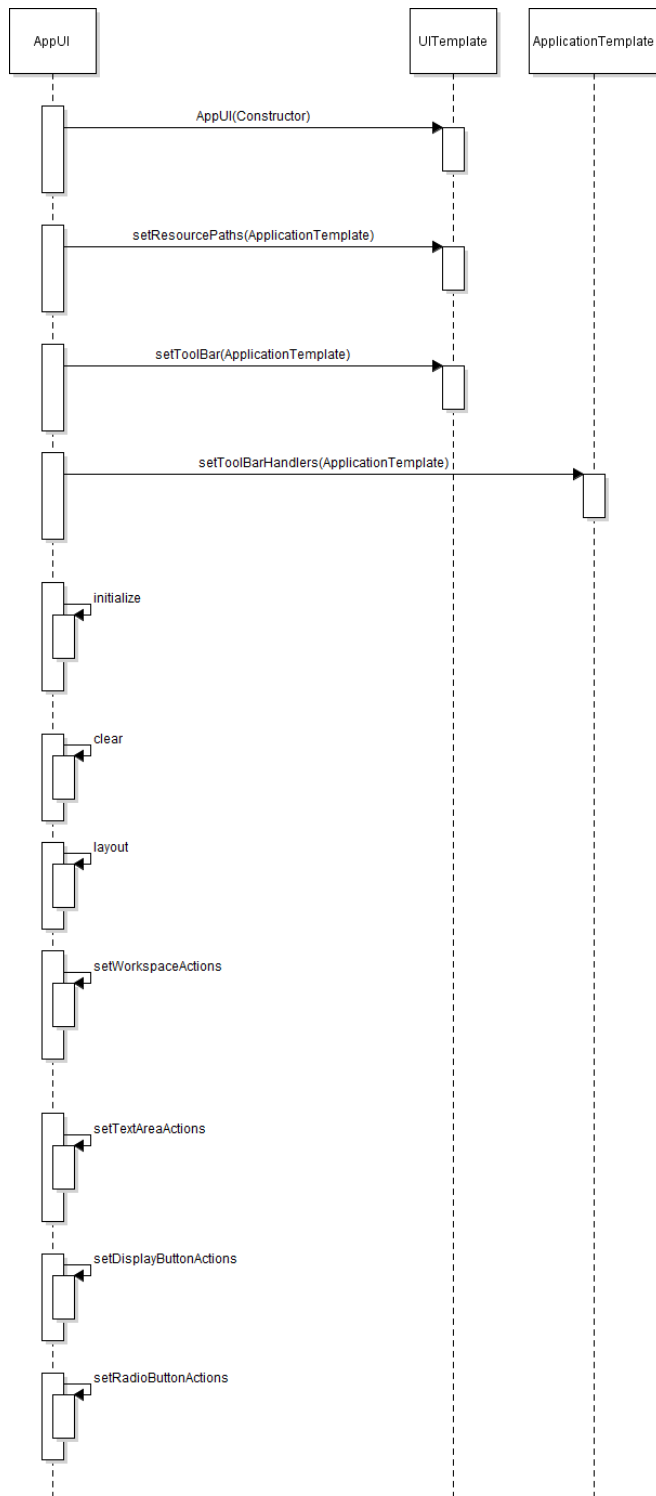 AppUI
UITemplate
ApplicationTemplate
AppUI(Constructor)
setResourcePaths(ApplicationTemplate)
setToolBar(ApplicationTemplate)
setToolBarHandlers(ApplicationTemplate)
initialize
clear
layout
setWorkspaceActions
setTextAreaActions
setDisplayButtonActions
setRadioButtonActions